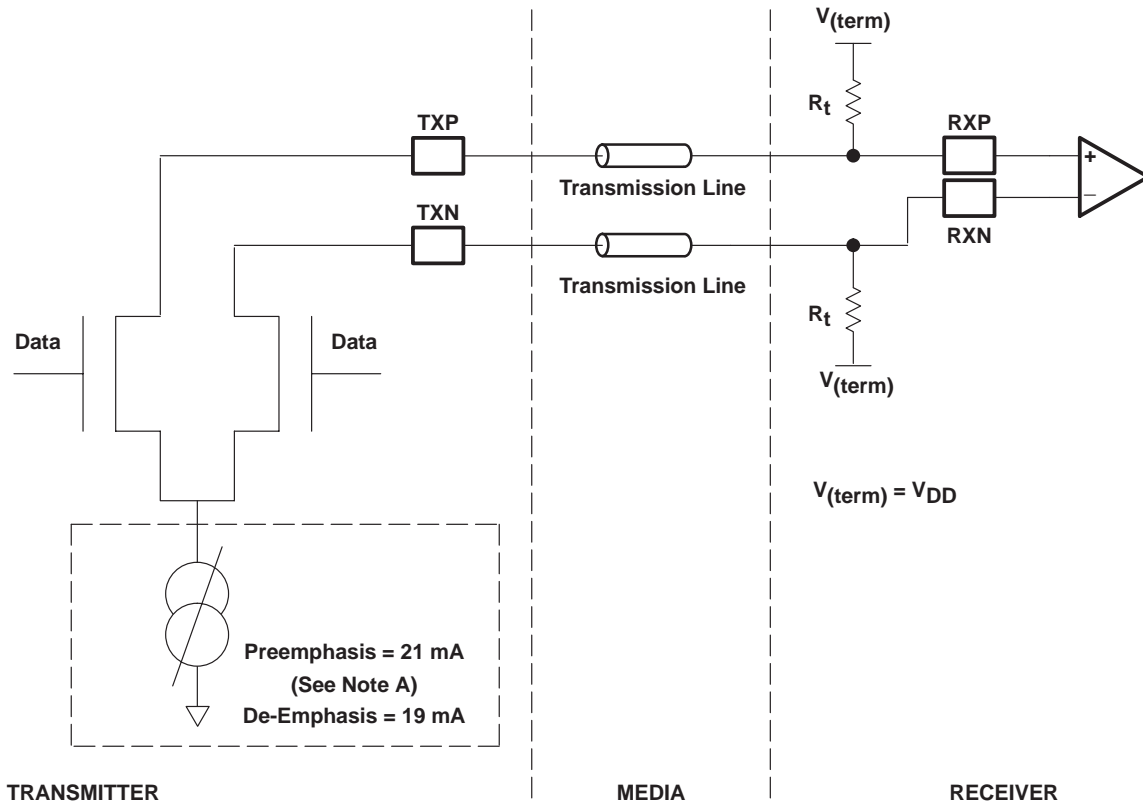 V(term)
Rt
TXP
RXP
+
Transmission Line
–
TXN
RXN
Transmission Line
Rt
Data
Data
V(term)
V(term) = VDD
Preemphasis = 21 mA
(See Note A)
De-Emphasis = 19 mA
TRANSMITTER
MEDIA
RECEIVER